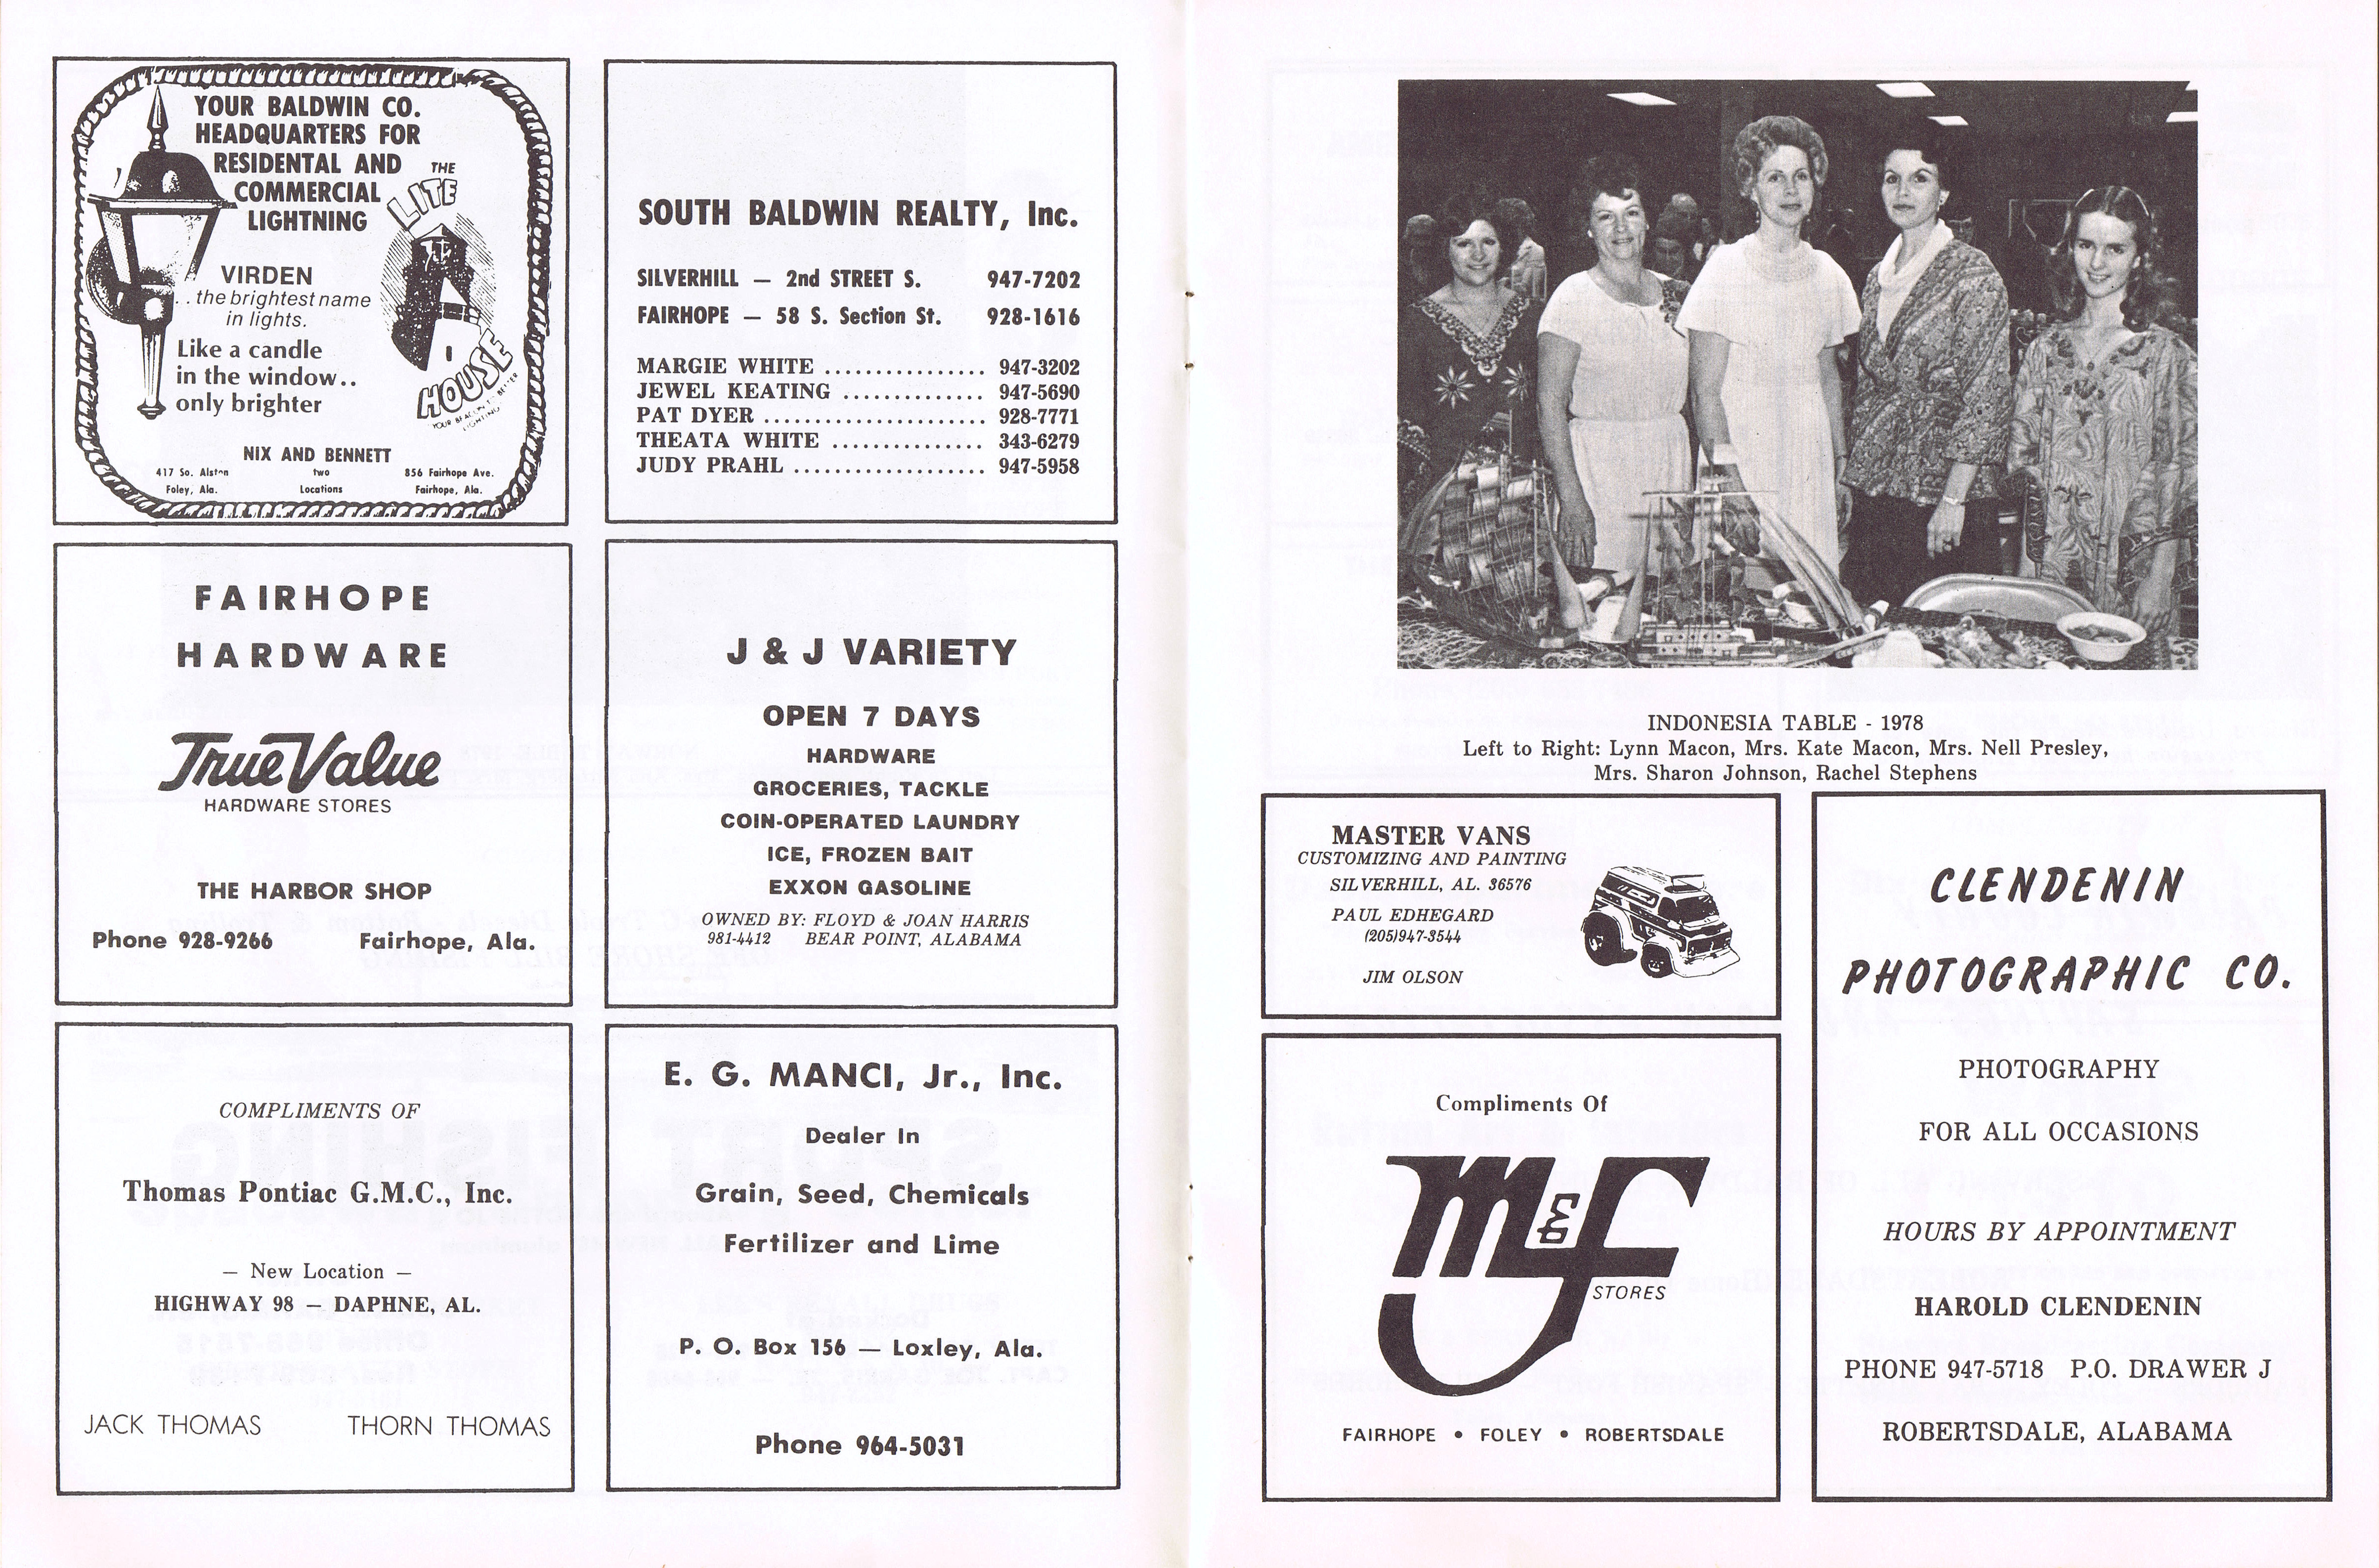 YOUR BALDWIN CO.
HEADQUARTERS FOR
RESIDENTAL AND
COMMERCIAL
LIGHTNING
THE
LITE
HOUSE
YOUR BEACON TO BETTER
LIGHTING
VIRDEN
. . the brightest name
in lights.
Like a candle
in the window..
only brighter
NIX AND BENNETT
417 So. Alston two 856 Fairhope Ave.
Foley, Ala. Locations Fairhope, Ala.
SOUTH BALDWIN REALTY, Inc.
SILVERHILL — 2nd STREET S. 947-7202
FAIRHOPE — 58 S. Section St. 928-1616
MARGIE WHITE ................ 947-3202
JEWEL KEATING .............. 947-5690
PAT DYER ....................... 928-7771
THEATA WHITE ................ 343-6279
JUDY PRAHL .................... 947-5958
FAIRHOPE
HARDWARE
True Value
HARDWARE STORES
THE HARBOR SHOP
Phone 928-9266 Fairhope, Ala.
J & J VARIETY
OPEN 7 DAYS
HARDWARE
GROCERIES, TACKLE
COIN-OPERATED LAUNDRY
ICE, FROZEN BAIT
EXXON GASOLINE
OWNED BY: FLOYD & JOAN HARRIS
981-4412 BEAR POINT, ALABAMA
COMPLIMENTS OF
Thomas Pontiac G.M.C., Inc.
— New Location —
HIGHWAY 98 — DAPHNE, AL.
JACK THOMAS THORN THOMAS
E. G. MANCI, Jr., Inc.
Dealer In
Grain, Seed, Chemicals
Fertilizer and Lime
P. O. Box 156 — Loxley, Ala.
Phone 964-5031
INDONESIA TABLE - 1978
Left to Right: Lynn Macon, Mrs. Kate Macon, Mrs. Nell Presley,
Mrs. Sharon Johnson, Rachel Stephens
MASTER VANS
CUSTOMIZING AND PAINTING
SILVERHILL, AL. 36576
PAUL EDHEGARD
(205)947-3544
JIM OLSON
Compliments Of
M & F
STORES
FAIRHOPE • FOLEY • ROBERTSDALE
CLENDENIN
PHOTOGRAPHIC CO.
PHOTOGRAPHY
FOR ALL OCCASIONS
HOURS BY APPOINTMENT
HAROLD CLENDENIN
PHONE 947-5718 P.O. DRAWER J
ROBERTSDALE, ALABAMA